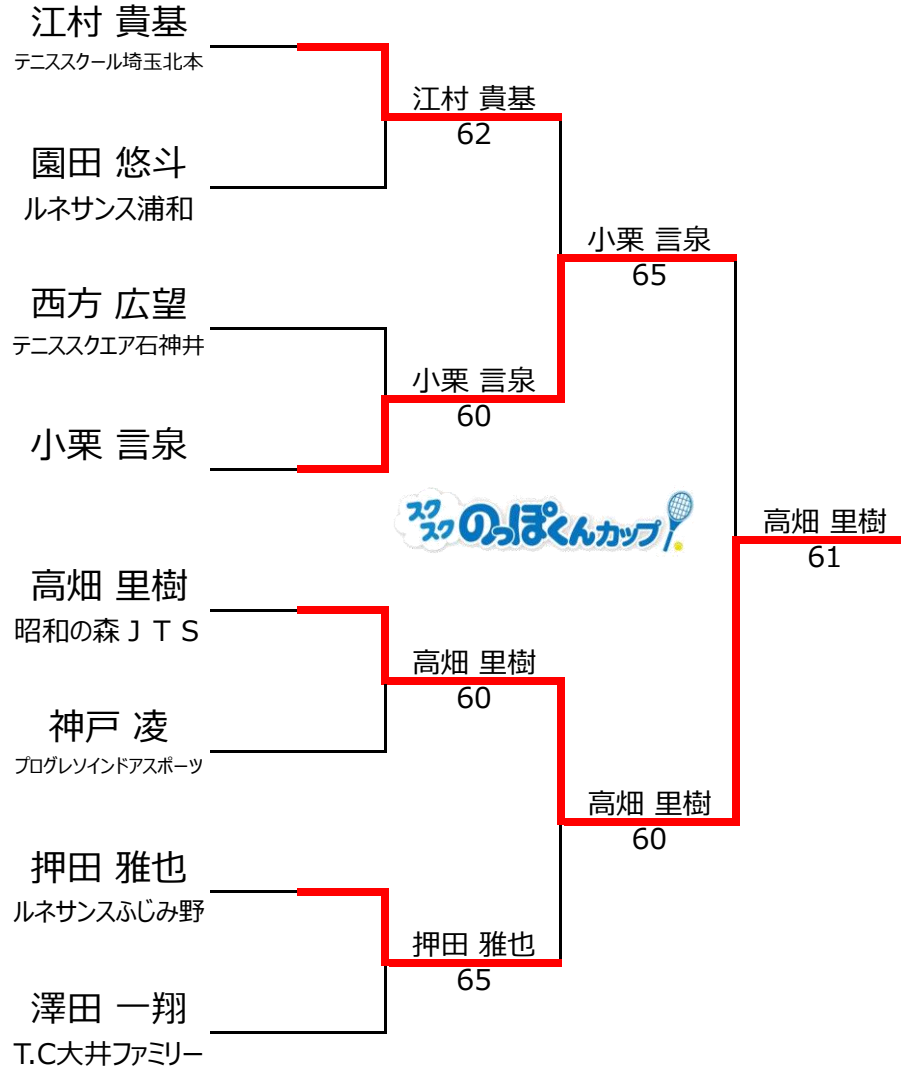 江村 貴基
テニススクール埼玉北本
園田 悠斗
ルネサンス浦和
西方 広望
テニススクエア石神井
小栗 言泉
高畑 里樹
昭和の森ＪＴＳ
神戸 凌
プログレソインドアスポーツ
押田 雅也
ルネサンスふじみ野
澤田 一翔
T.C大井ファミリー
江村 貴基
62
小栗 言泉
60
高畑 里樹
60
押田 雅也
65
小栗 言泉
65
高畑 里樹
60
スクスクのっぽくんカップ
高畑 里樹
61